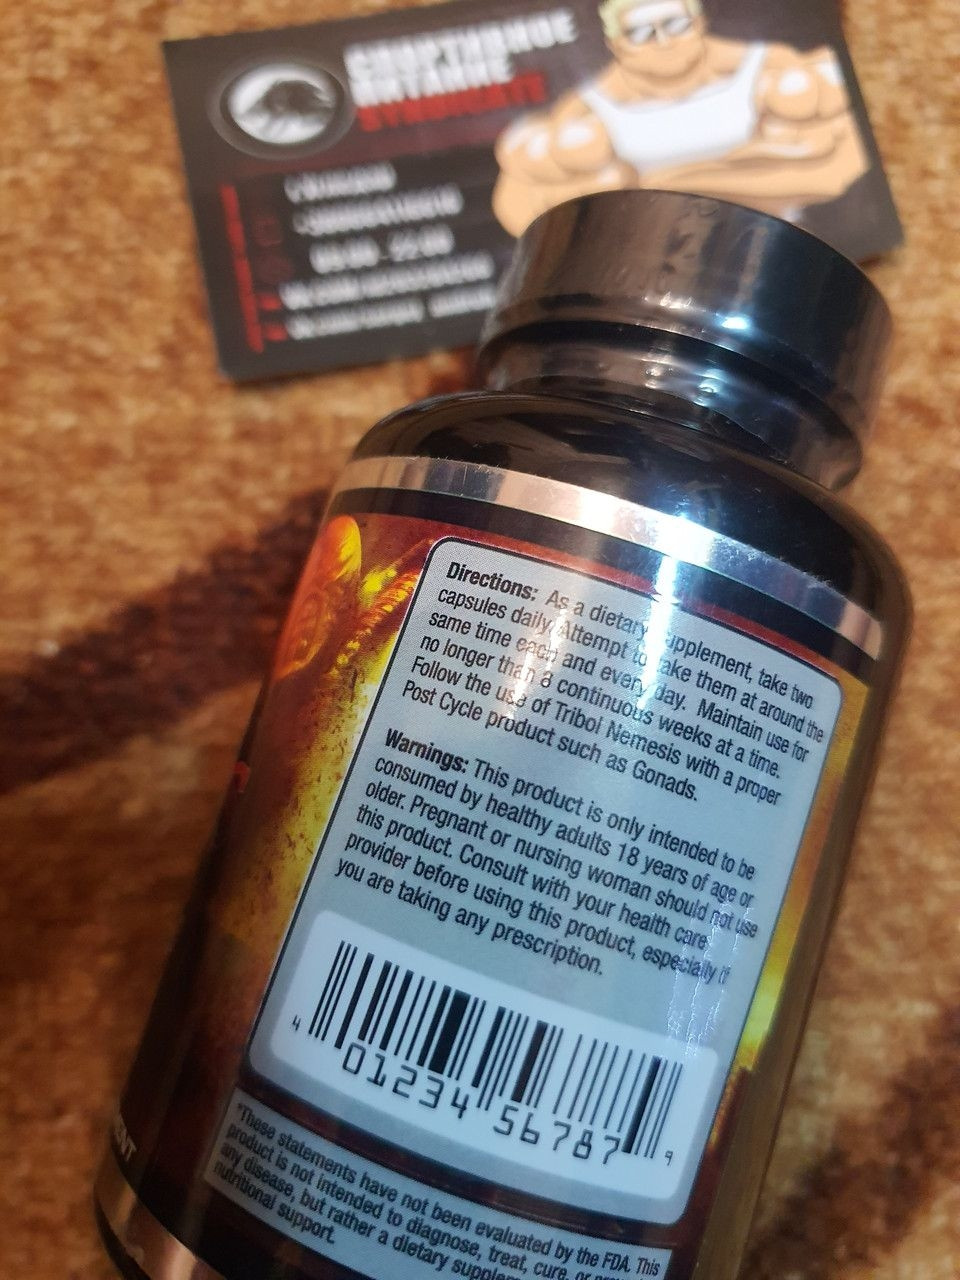 SYNDICATE
Directions: As a dietary supplement, take two
capsules daily. Attempt to take them at around the
same time each and every day. Maintain use for
no longer than 8 continuous weeks at a time.
Follow the use of Tribol Nemesis with a proper
Post Cycle product such as Gonads.
Warnings: This product is only intended to be
consumed by healthy adults 18 years of age or
older. Pregnant or nursing woman should not use
this product. Consult with your health care
provider before using this product, especially if
you are taking any prescription.
4 01234 56787 9
*These statements have not been evaluated by the FDA. This
product is not intended to diagnose, treat, cure, or
any disease, but rather a dietary
nutritional support.